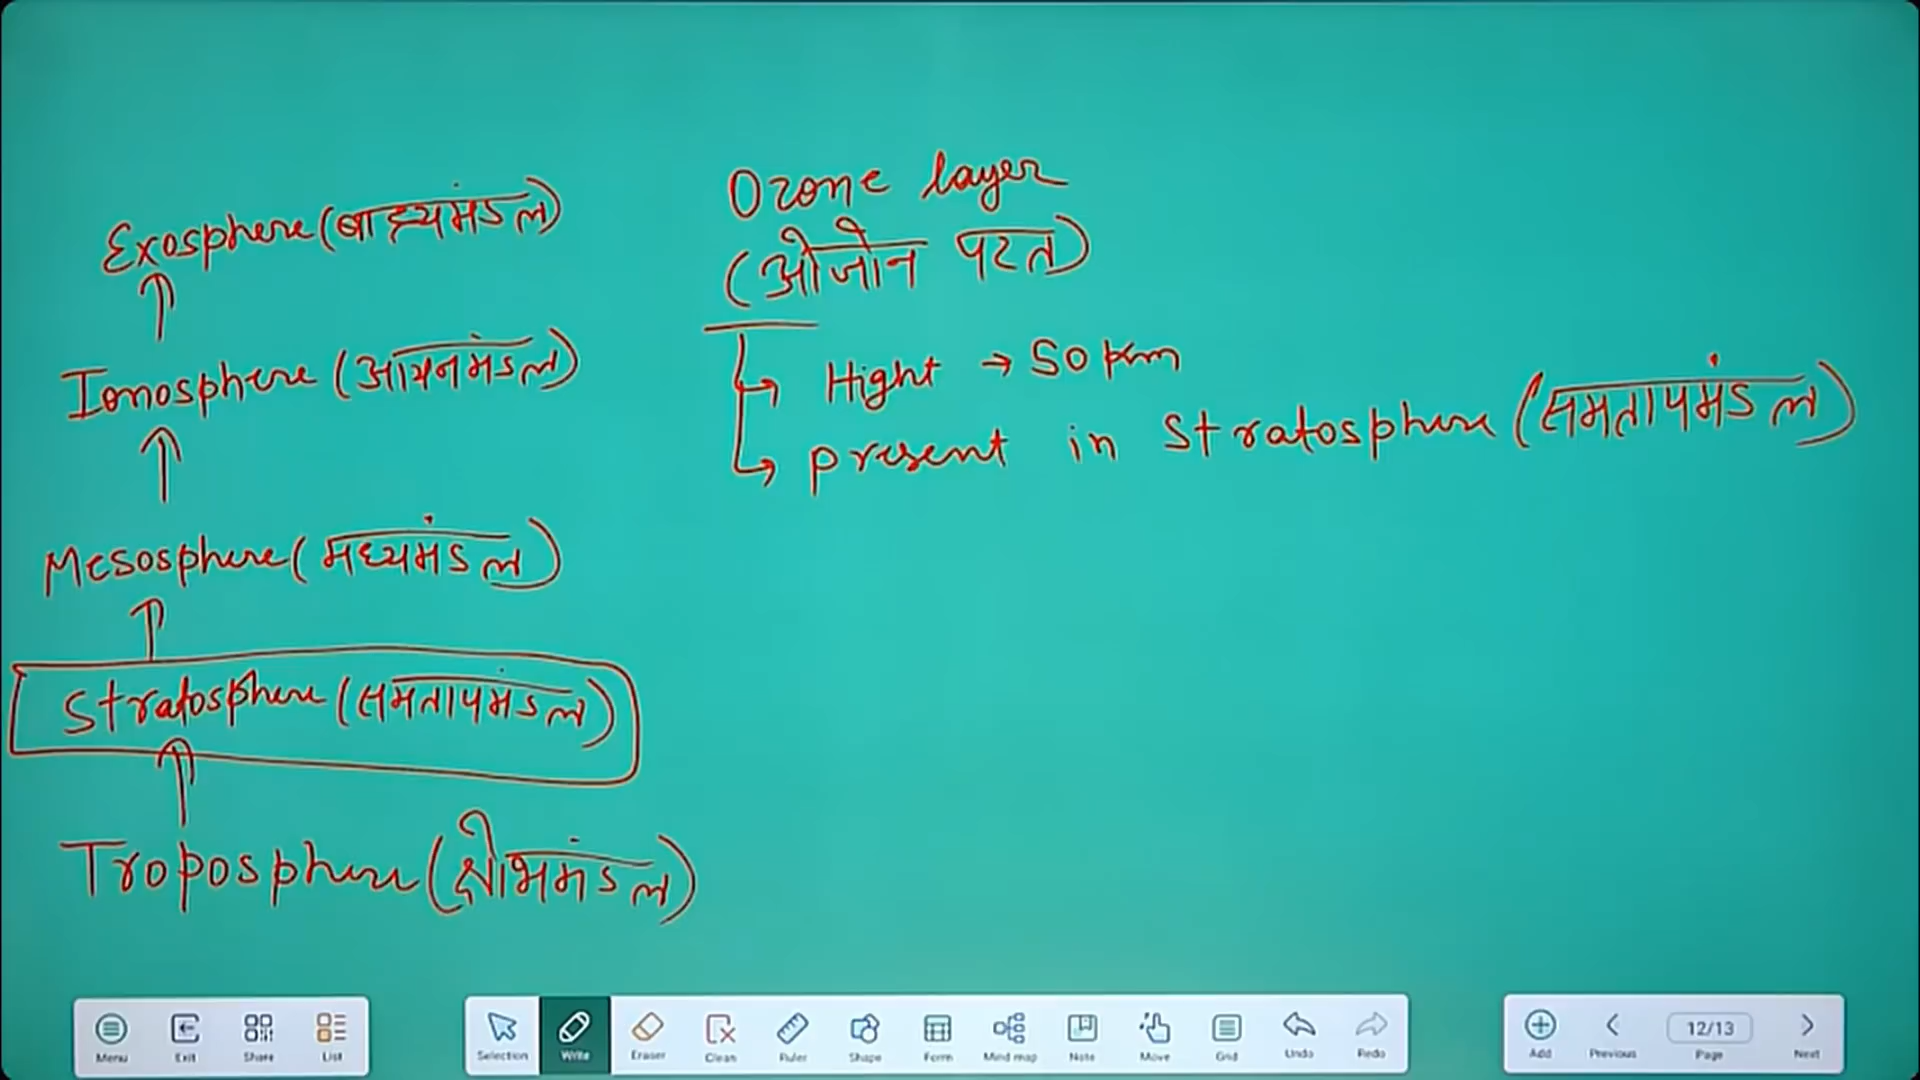 Exosphere (बाह्यमंडल)
Ionosphere (आयनमंडल)
Mesosphere (मध्यमंडल)
Stratosphere (समतापमंडल)
Troposphere (क्षोभमंडल)
Ozone layer
(ओजोन परत)
Hight → 50 km
present in Stratosphere (समतापमंडल)
Menu Exit Share List
Selection Write Eraser Clean Ruler Shape Form Mind map Note Move Grid Undo Redo
Add Previous 12/13 Page Next